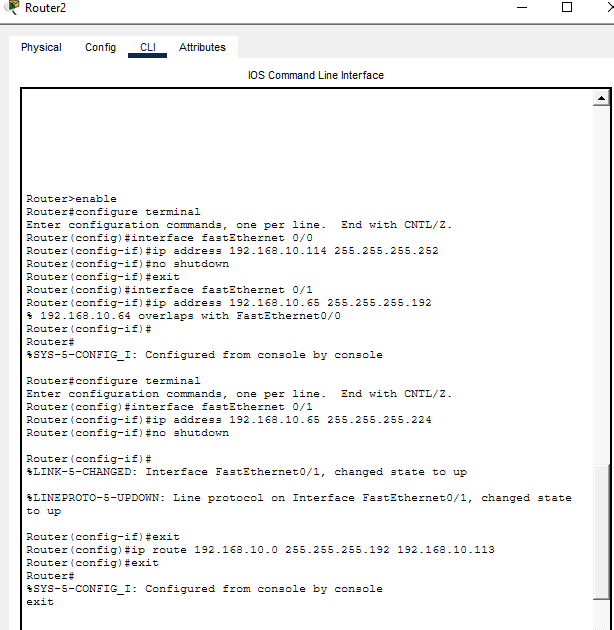 Router2
Physical Config CLI Attributes
IOS Command Line Interface
Router>enable
Router#configure terminal
Enter configuration commands, one per line.  End with CNTL/Z.
Router(config)#interface fastEthernet 0/0
Router(config-if)#ip address 192.168.10.114 255.255.255.252
Router(config-if)#no shutdown
Router(config-if)#exit
Router(config)#interface fastEthernet 0/1
Router(config-if)#ip address 192.168.10.65 255.255.255.192
% 192.168.10.64 overlaps with FastEthernet0/0
Router(config-if)#
Router#
%SYS-5-CONFIG_I: Configured from console by console
Router#configure terminal
Enter configuration commands, one per line.  End with CNTL/Z.
Router(config)#interface fastEthernet 0/1
Router(config-if)#ip address 192.168.10.65 255.255.255.224
Router(config-if)#no shutdown
Router(config-if)#
%LINK-5-CHANGED: Interface FastEthernet0/1, changed state to up
%LINEPROTO-5-UPDOWN: Line protocol on Interface FastEthernet0/1, changed state
to up
Router(config-if)#exit
Router(config)#ip route 192.168.10.0 255.255.255.192 192.168.10.113
Router(config)#exit
Router#
%SYS-5-CONFIG_I: Configured from console by console
exit